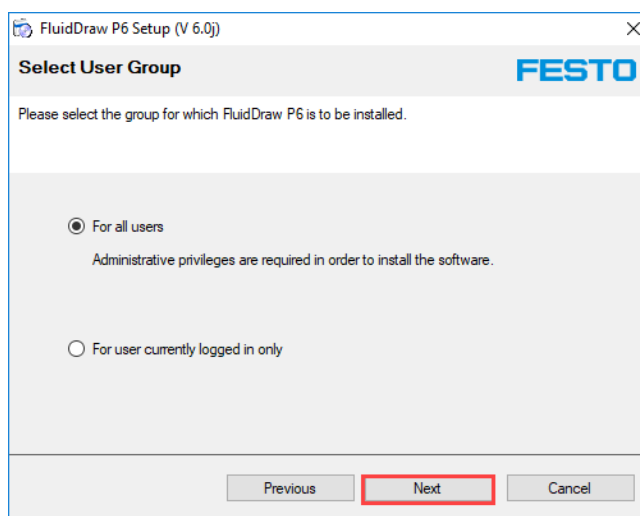 FluidDraw P6 Setup (V 6.0j)
Select User Group
FESTO
Please select the group for which FluidDraw P6 is to be installed.
For all users
Administrative privileges are required in order to install the software.
For user currently logged in only
Previous
Next
Cancel